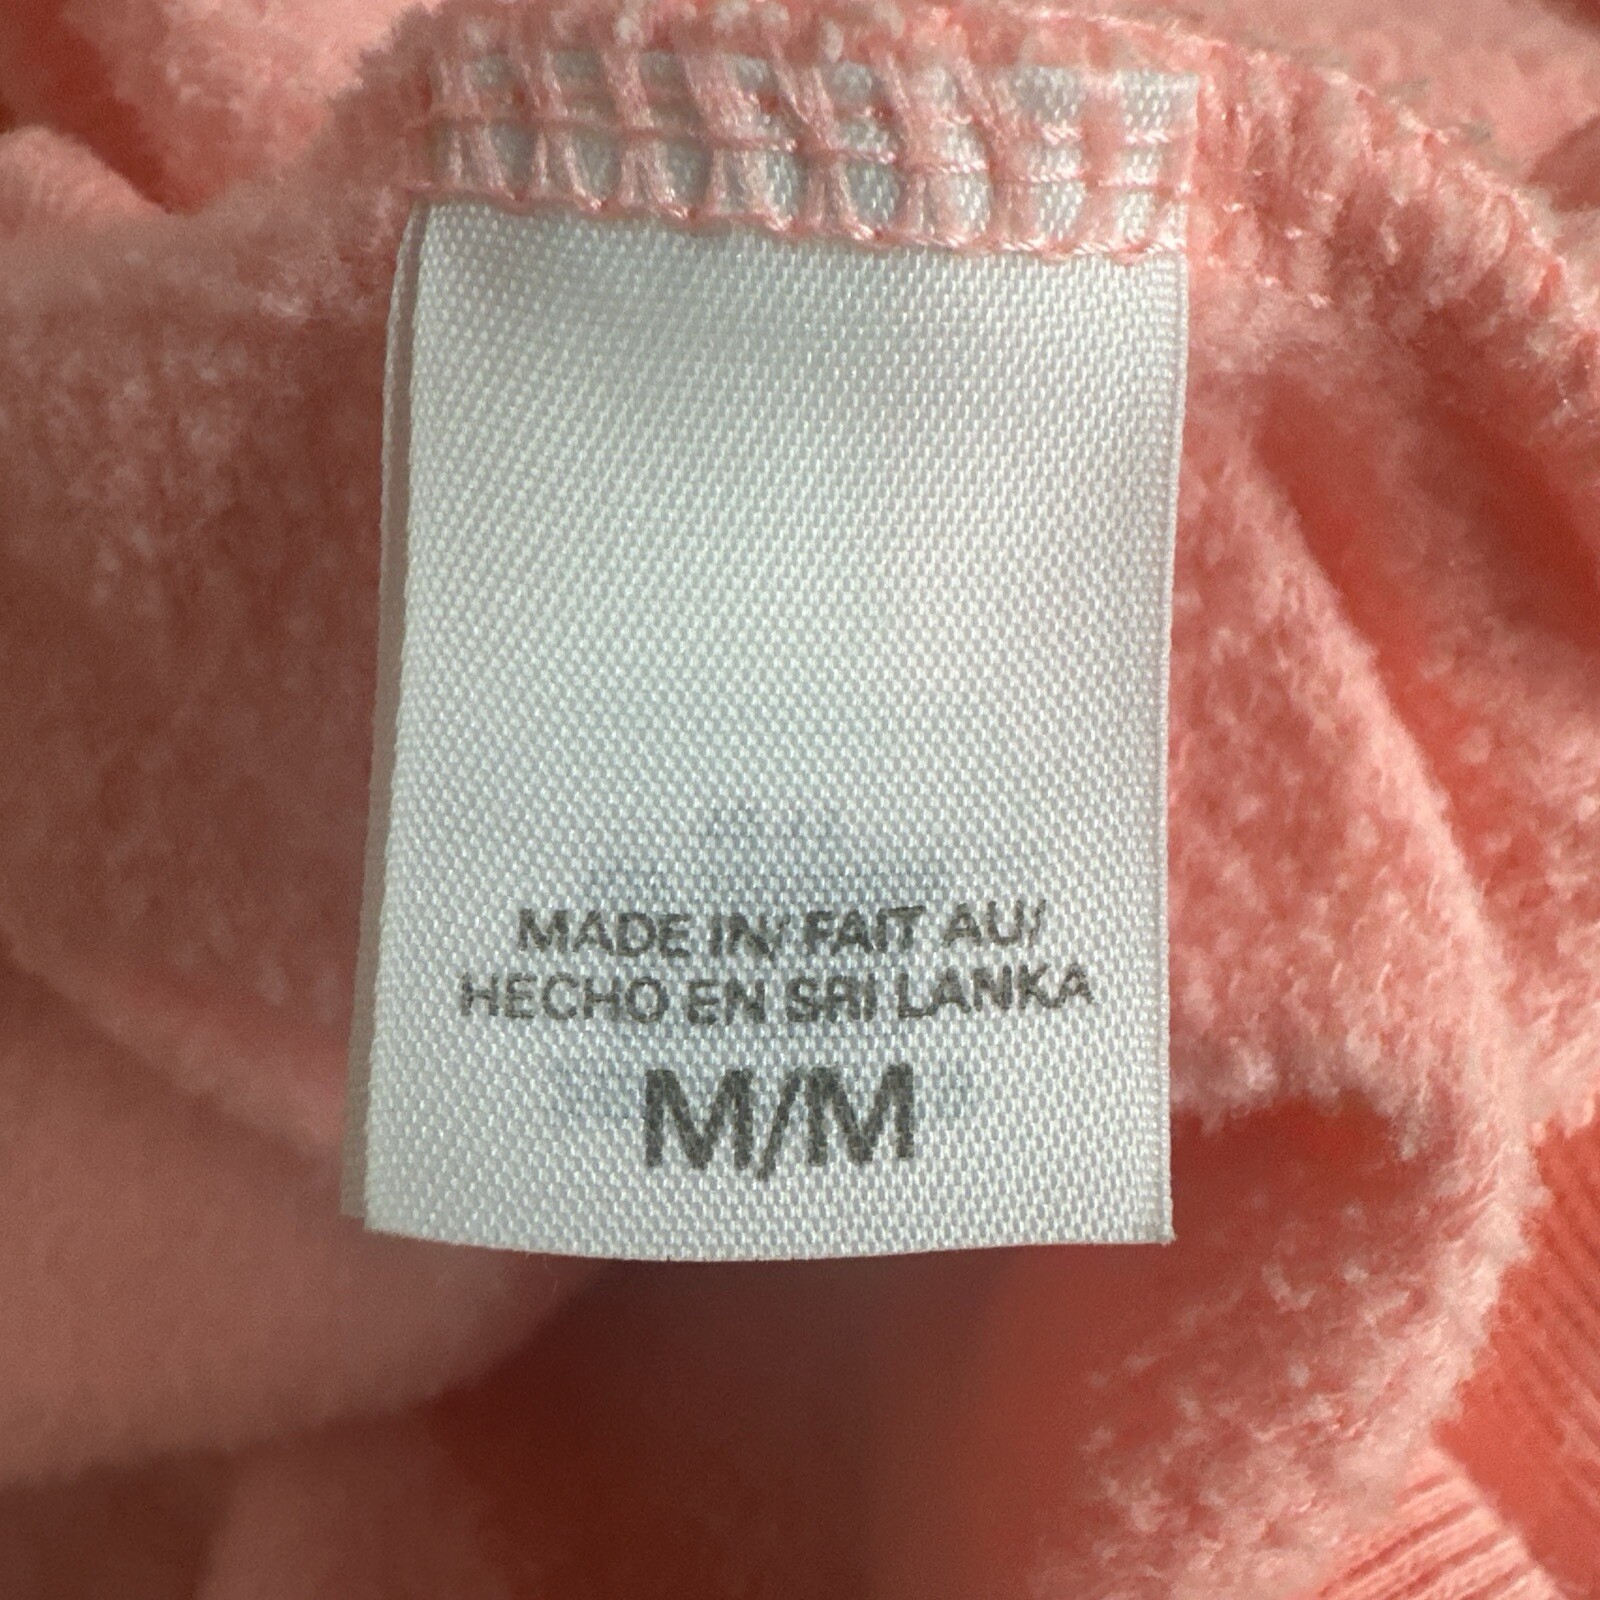 MADE IN/ FAIT AU/
HECHO EN SRI LANKA
M/M